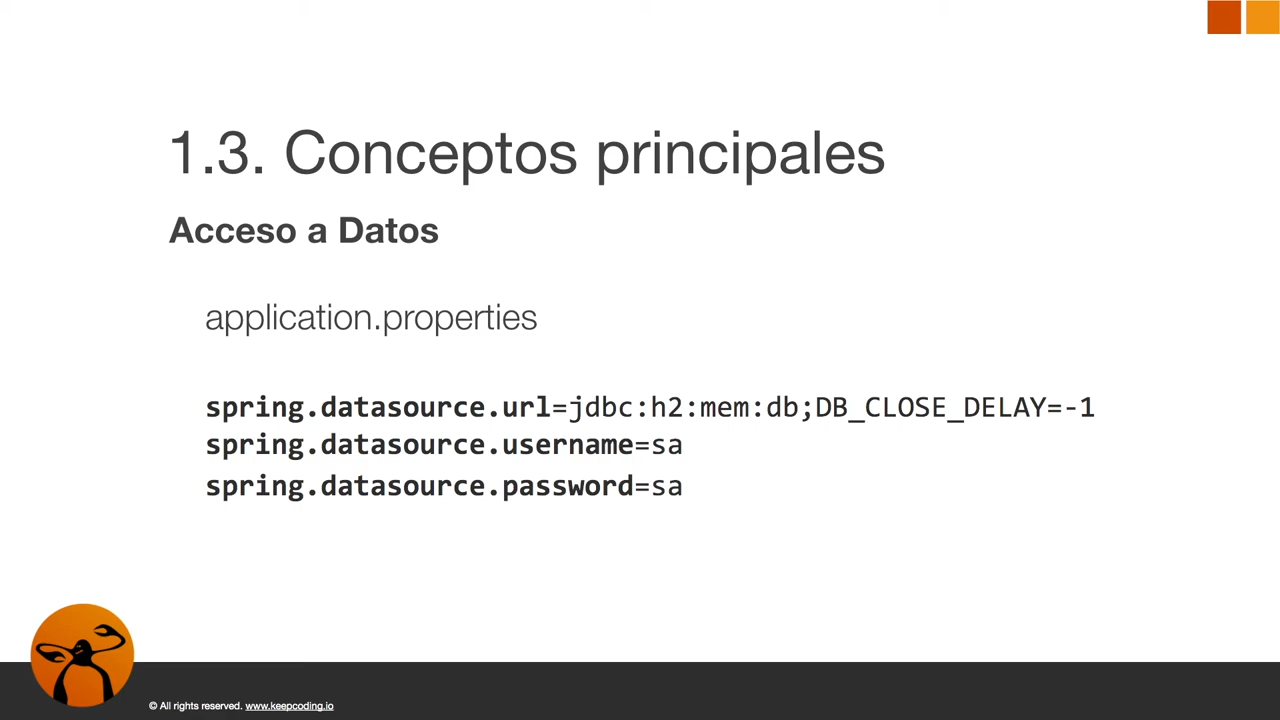 1.3. Conceptos principales
Acceso a Datos
application.properties
spring.datasource.url=jdbc:h2:mem:db;DB_CLOSE_DELAY=-1
spring.datasource.username=sa
spring.datasource.password=sa
© All rights reserved. www.keepcoding.io